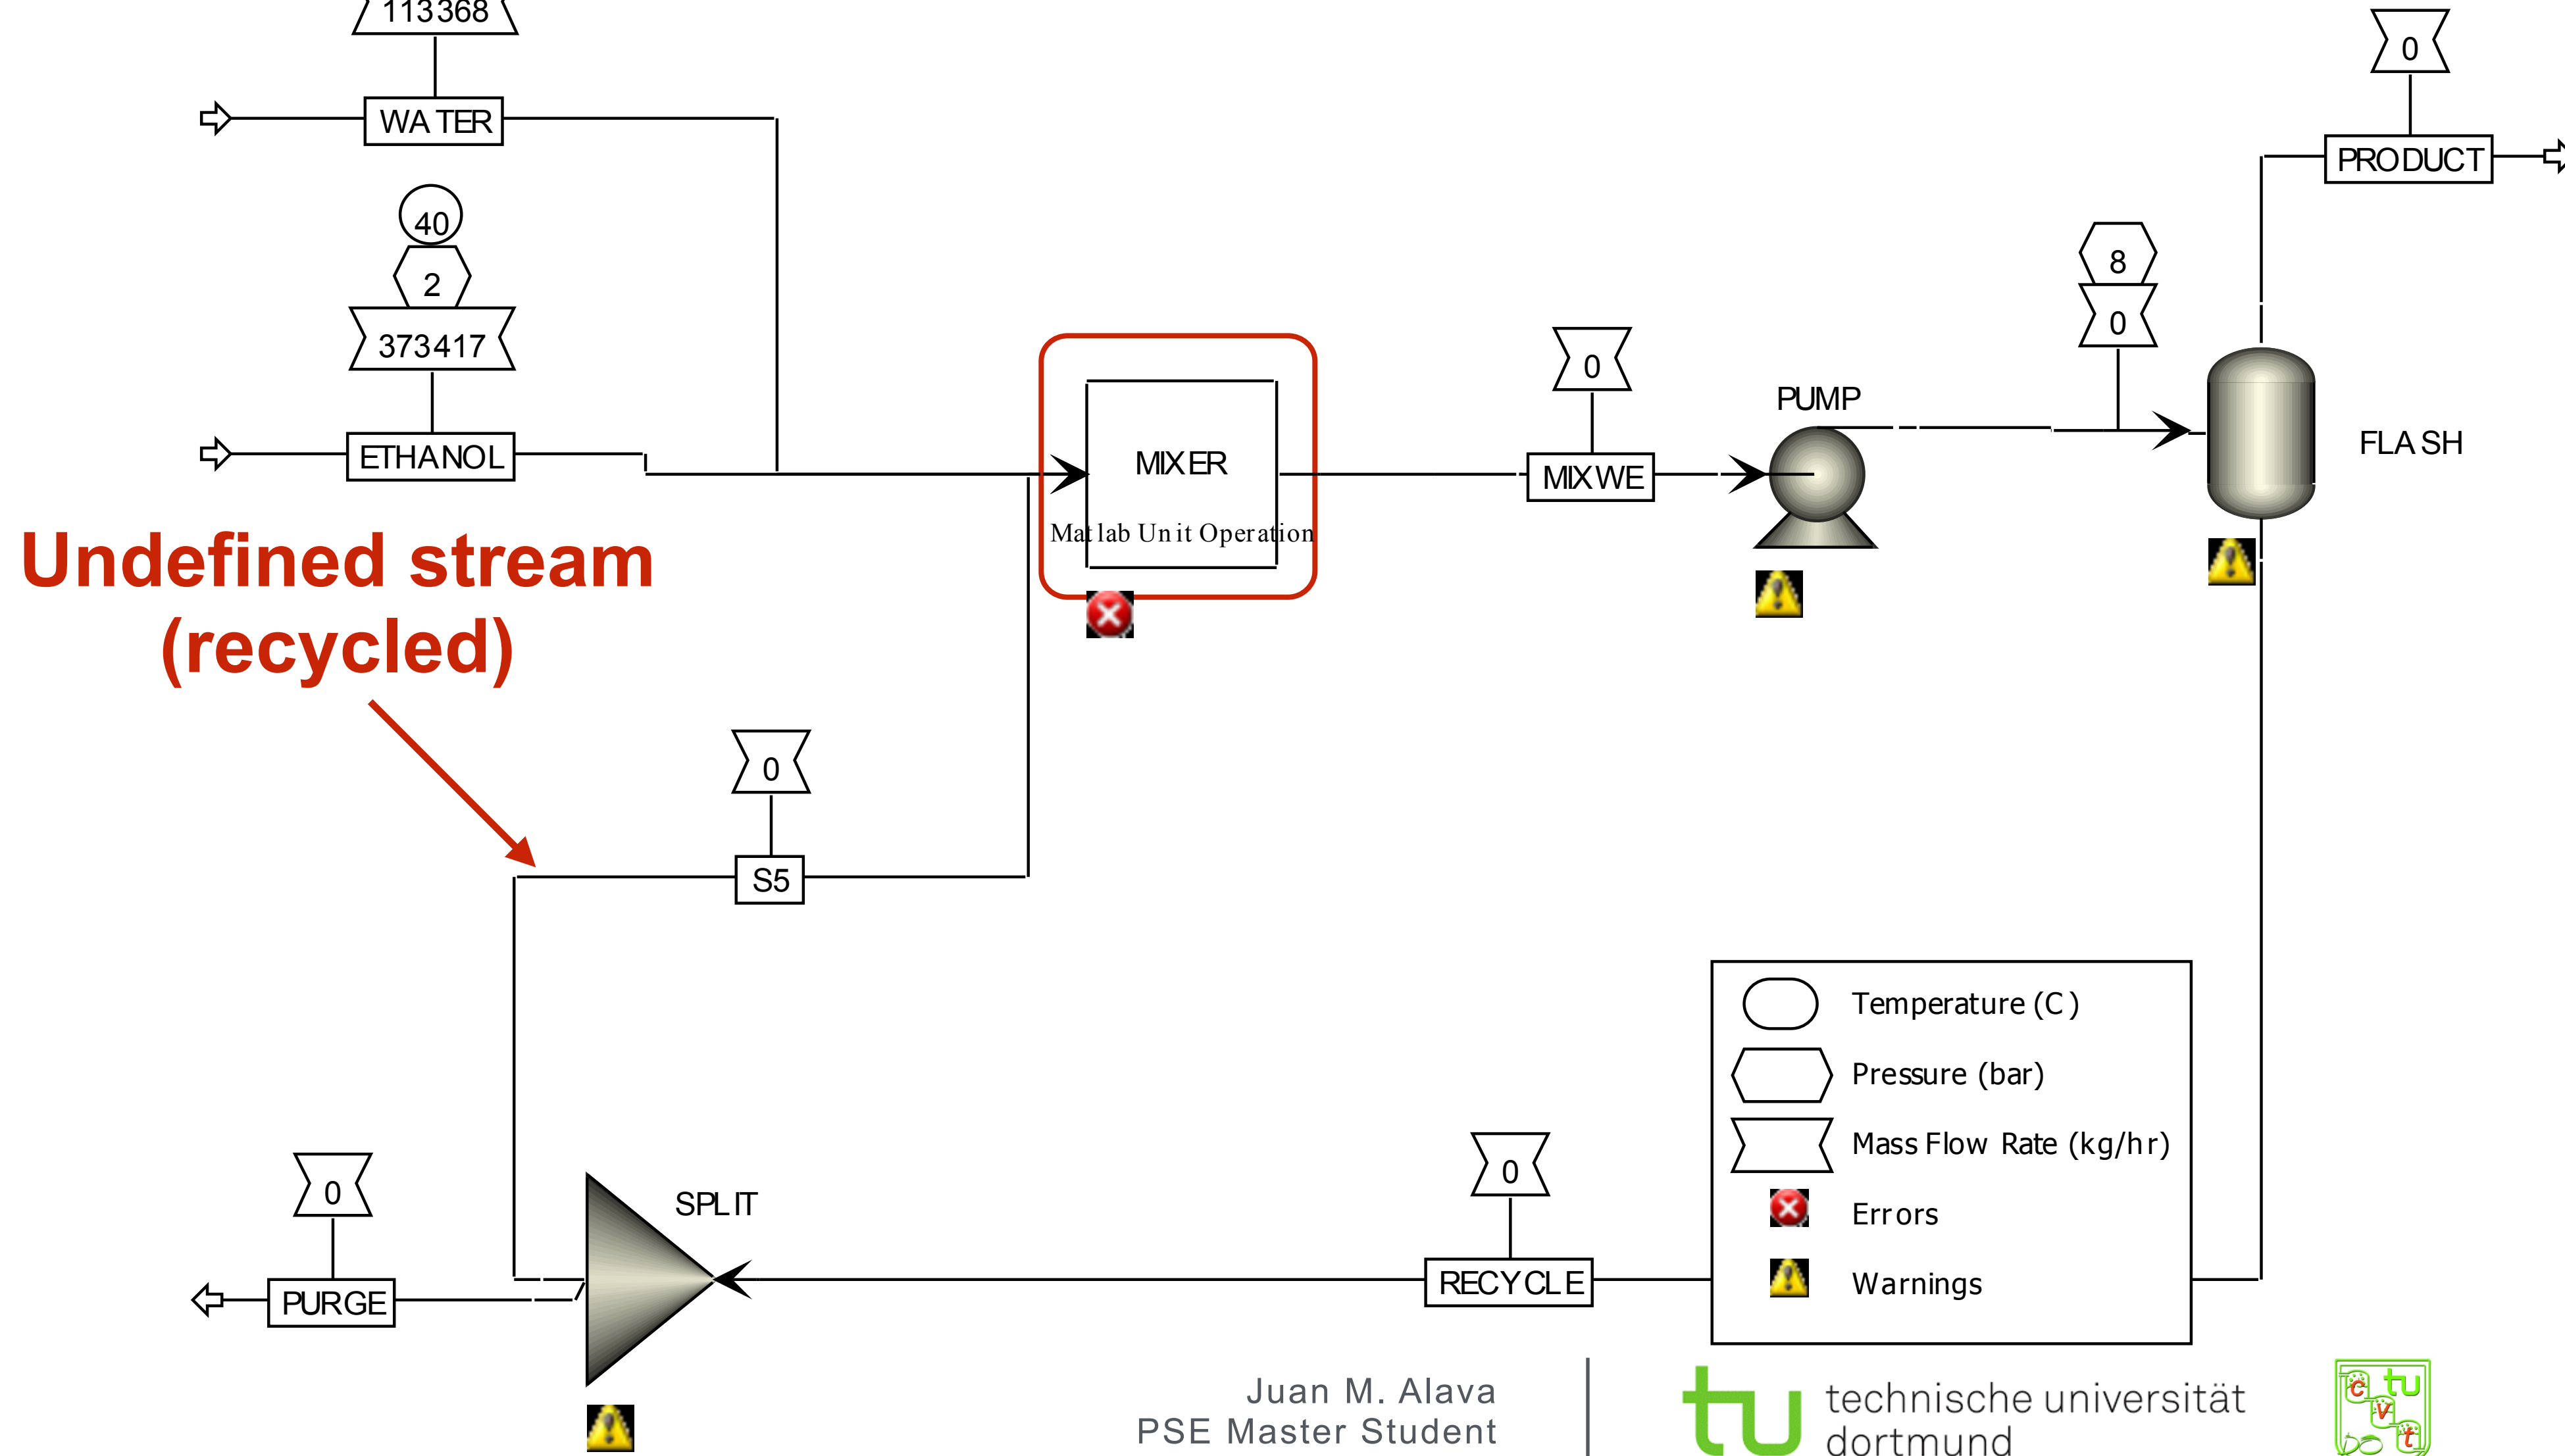 113368
WATER
40
2
373417
ETHANOL
Undefined stream
(recycled)
MIXER
Matlab Unit Operation
0
MIXWE
PUMP
8
0
FLASH
0
PRODUCT
0
S5
0
PURGE
SPLIT
0
RECYCLE
Temperature (C)
Pressure (bar)
Mass Flow Rate (kg/hr)
Errors
Warnings
Juan M. Alava
PSE Master Student
tu
technische universität
dortmund
tu
c
v
t